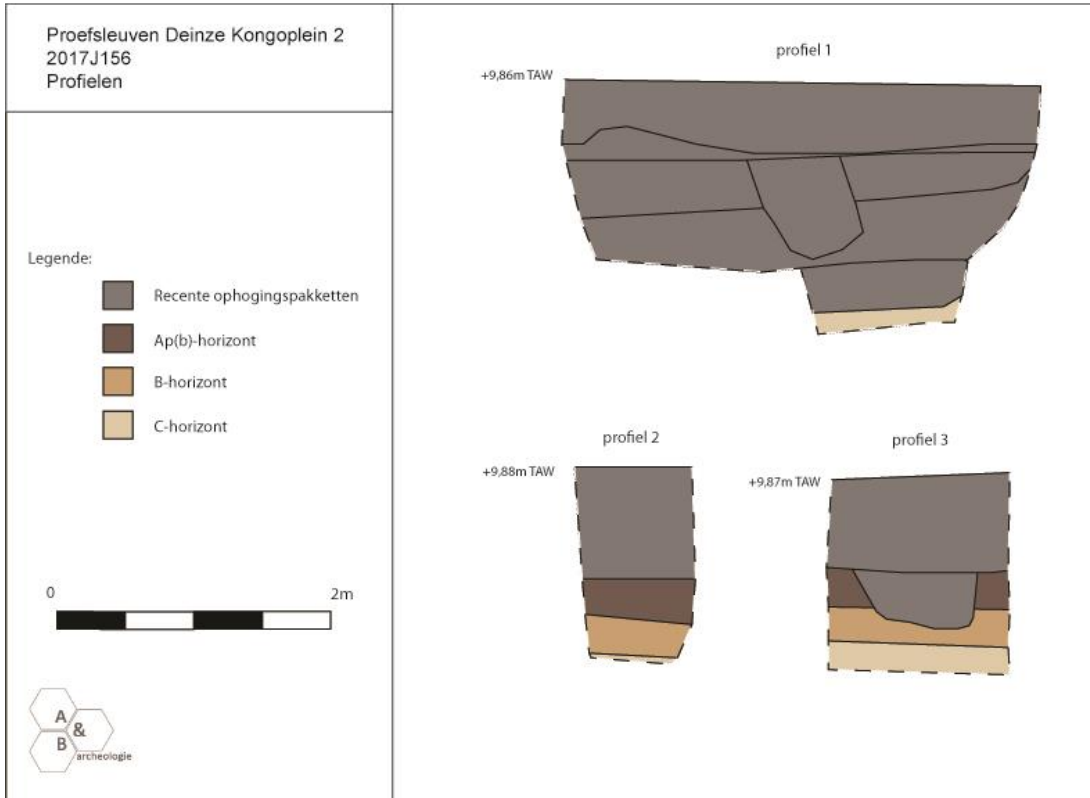 Proefsleuven Deinze Kongoplein 2
2017J156
Profielen
Legende:
Recente ophogingspakketten
Ap(b)-horizont
B-horizont
C-horizont
0 2m
A & B
archeologie
profiel 1
+9,86m TAW
profiel 2
+9,88m TAW
profiel 3
+9,87m TAW